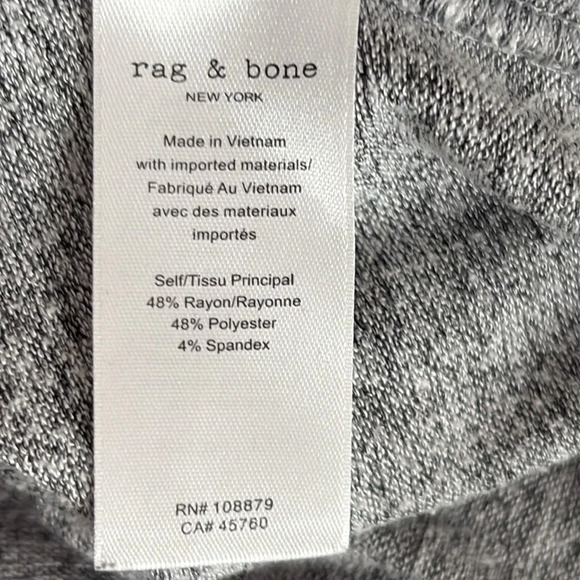 rag & bone
NEW YORK
Made in Vietnam
with imported materials/
Fabriqué Au Vietnam
avec des materiaux
importés
Self/Tissu Principal
48% Rayon/Rayonne
48% Polyester
4% Spandex
RN# 108879
CA# 45760